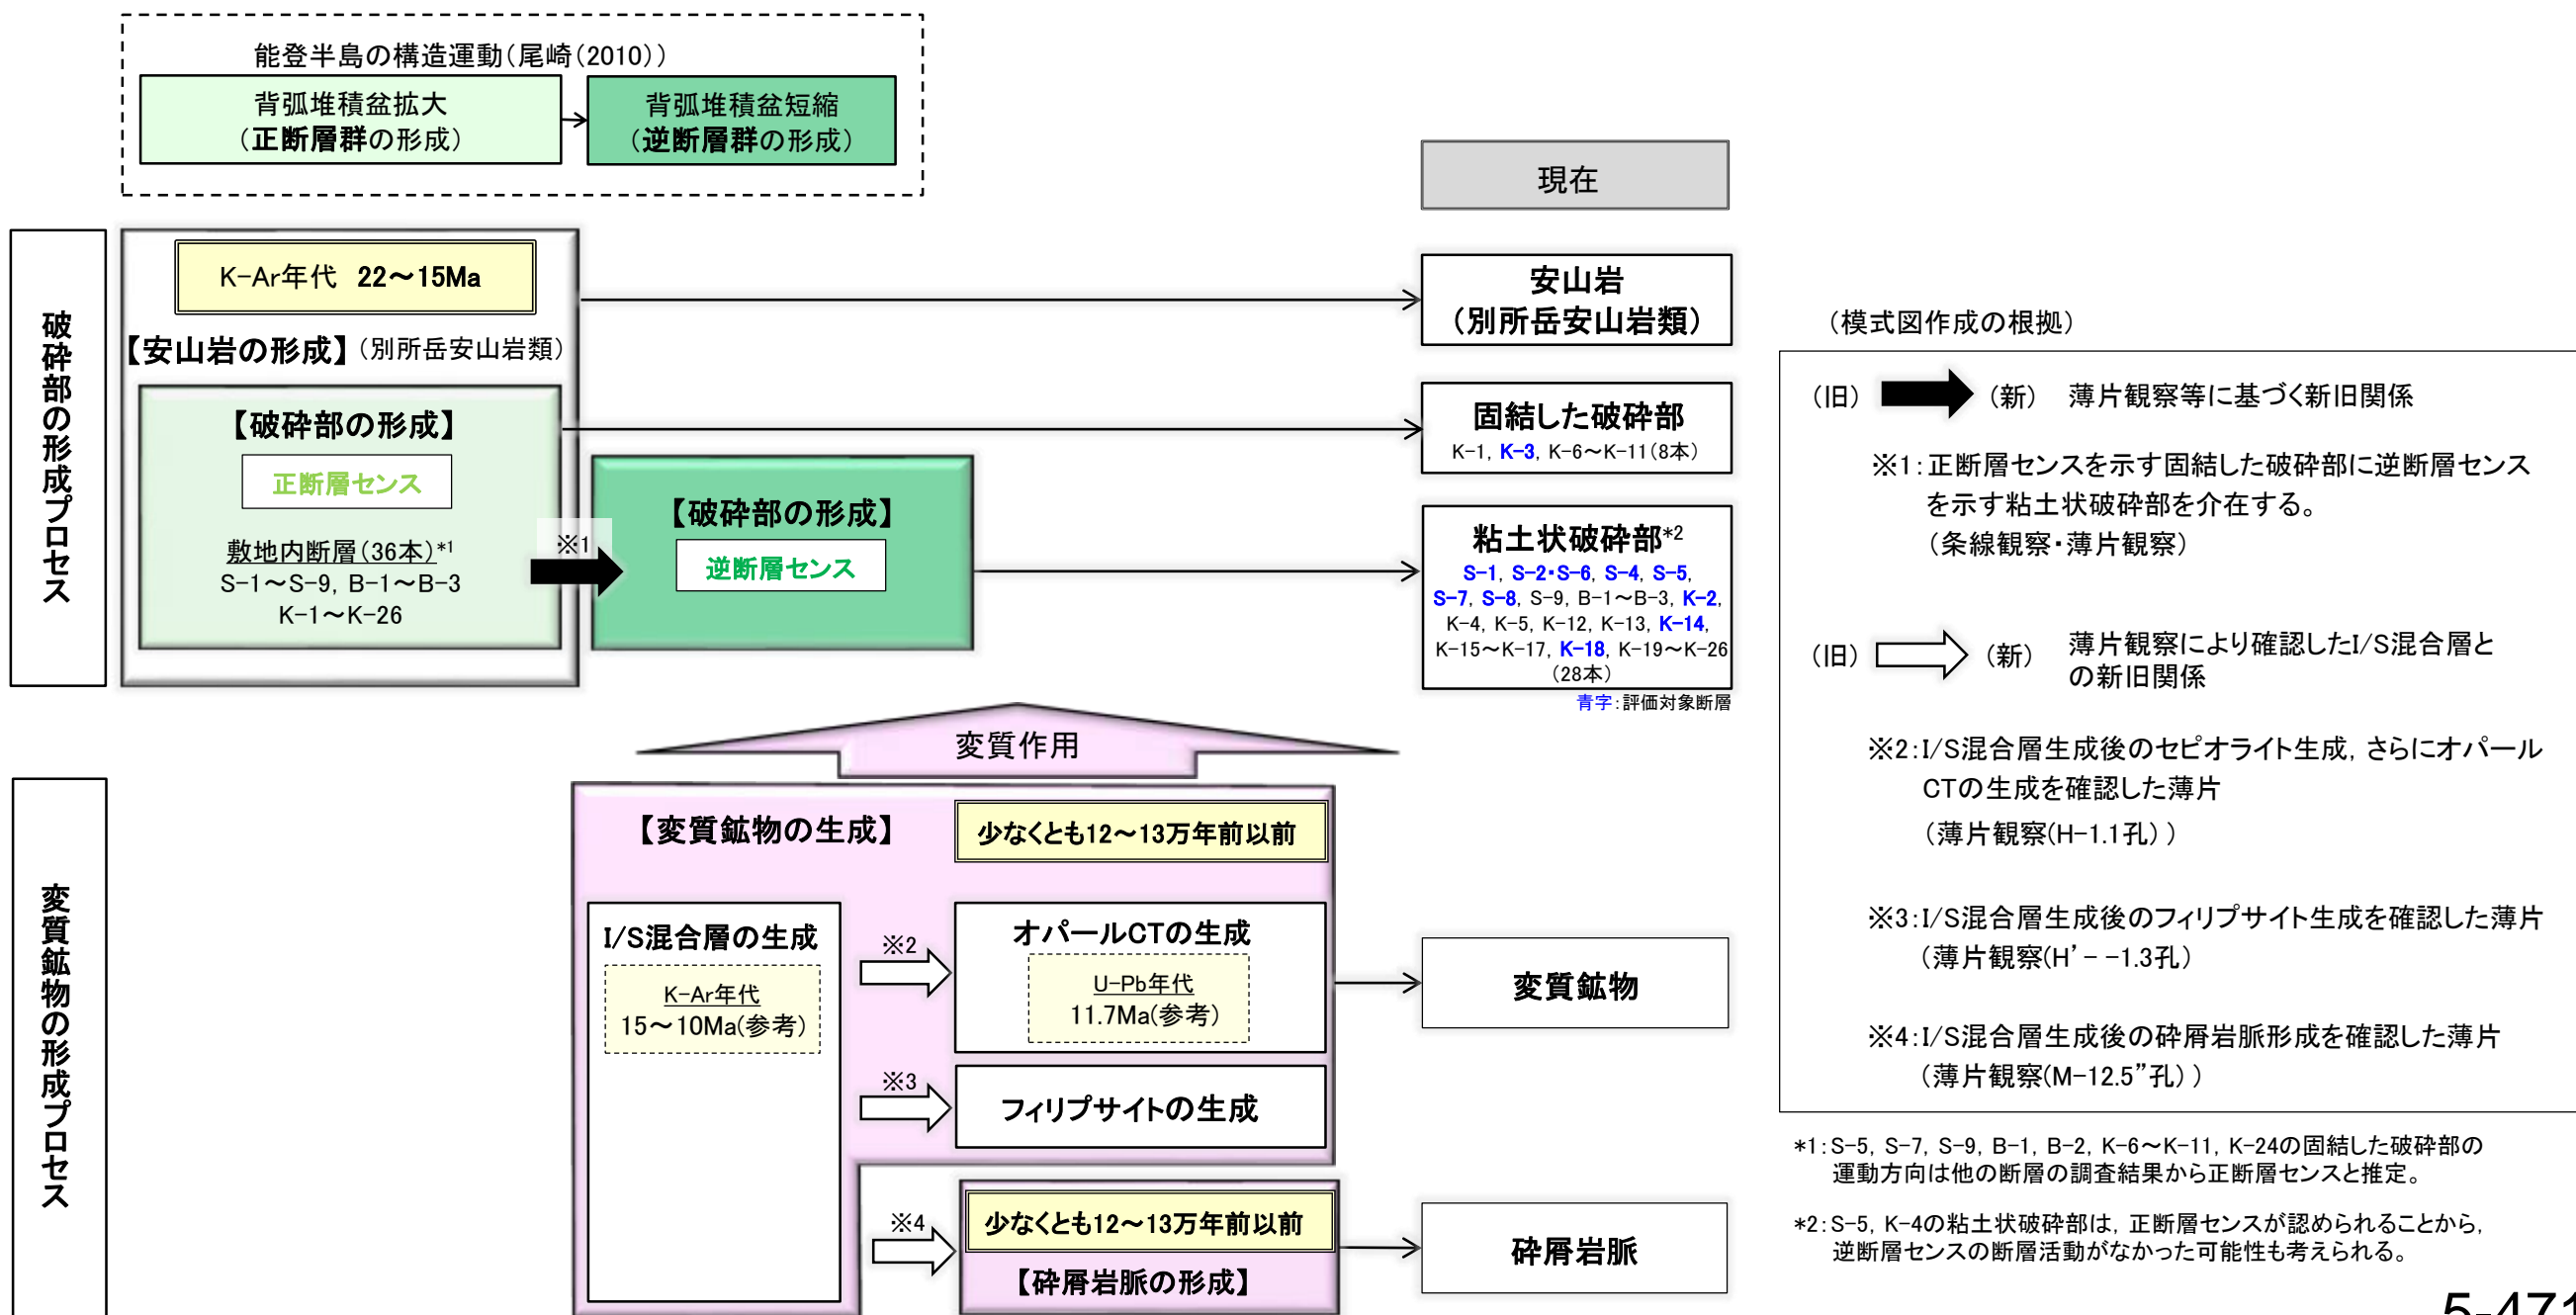 能登半島の構造運動(尾崎(2010))
背弧堆積盆拡大
(正断層群の形成)
背弧堆積盆短縮
(逆断層群の形成)
現在
破砕部の形成プロセス
K-Ar年代 22～15Ma
【安山岩の形成】(別所岳安山岩類)
【破砕部の形成】
正断層センス
敷地内断層(36本)*1
S-1～S-9, B-1～B-3
K-1～K-26
※1
【破砕部の形成】
逆断層センス
安山岩
(別所岳安山岩類)
固結した破砕部
K-1, K-3, K-6～K-11(8本)
粘土状破砕部*2
S-1, S-2・S-6, S-4, S-5,
S-7, S-8, S-9, B-1～B-3, K-2,
K-4, K-5, K-12, K-13, K-14,
K-15～K-17, K-18, K-19～K-26
(28本)
青字:評価対象断層
変質作用
変質鉱物の形成プロセス
【変質鉱物の生成】
少なくとも12～13万年前以前
I/S混合層の生成
K-Ar年代
15～10Ma(参考)
※2
オパールCTの生成
U-Pb年代
11.7Ma(参考)
※3
フィリプサイトの生成
※4
少なくとも12～13万年前以前
【砕屑岩脈の形成】
変質鉱物
砕屑岩脈
(模式図作成の根拠)
(旧) (新) 薄片観察等に基づく新旧関係
※1:正断層センスを示す固結した破砕部に逆断層センス
を示す粘土状破砕部を介在する。
(条線観察・薄片観察)
(旧) (新) 薄片観察により確認したI/S混合層と
の新旧関係
※2:I/S混合層生成後のセピオライト生成, さらにオパール
CTの生成を確認した薄片
(薄片観察(H-1.1孔))
※3:I/S混合層生成後のフィリプサイト生成を確認した薄片
(薄片観察(H’--1.3孔)
※4:I/S混合層生成後の砕屑岩脈形成を確認した薄片
(薄片観察(M-12.5”孔))
*1:S-5, S-7, S-9, B-1, B-2, K-6～K-11, K-24の固結した破砕部の
運動方向は他の断層の調査結果から正断層センスと推定。
*2:S-5, K-4の粘土状破砕部は, 正断層センスが認められることから,
逆断層センスの断層活動がなかった可能性も考えられる。
5-471